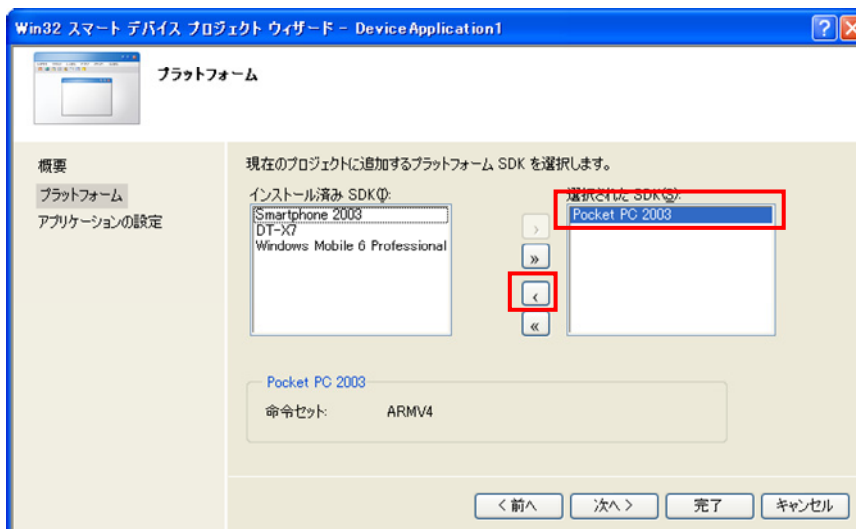 Win32 スマート デバイス プロジェクト ウィザード - DeviceApplication1
プラットフォーム
概要
プラットフォーム
アプリケーションの設定
現在のプロジェクトに追加するプラットフォーム SDK を選択します。
インストール済み SDK(I):
Smartphone 2003
DT-X7
Windows Mobile 6 Professional
›
»
‹
«
選択された SDK(S):
Pocket PC 2003
Pocket PC 2003
命令セット: ARMV4
< 前へ
次へ >
完了
キャンセル